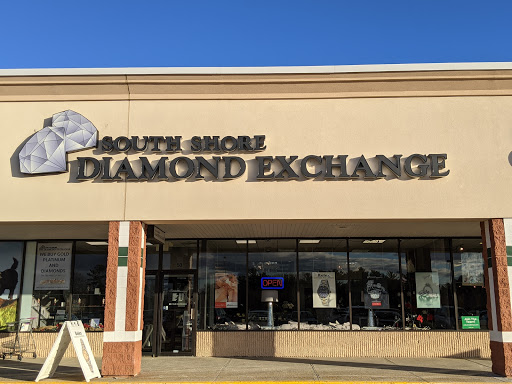 SOUTH SHORE
DIAMOND EXCHANGE
WE BUY GOLD
PLATINUM
AND
DIAMONDS
OPEN